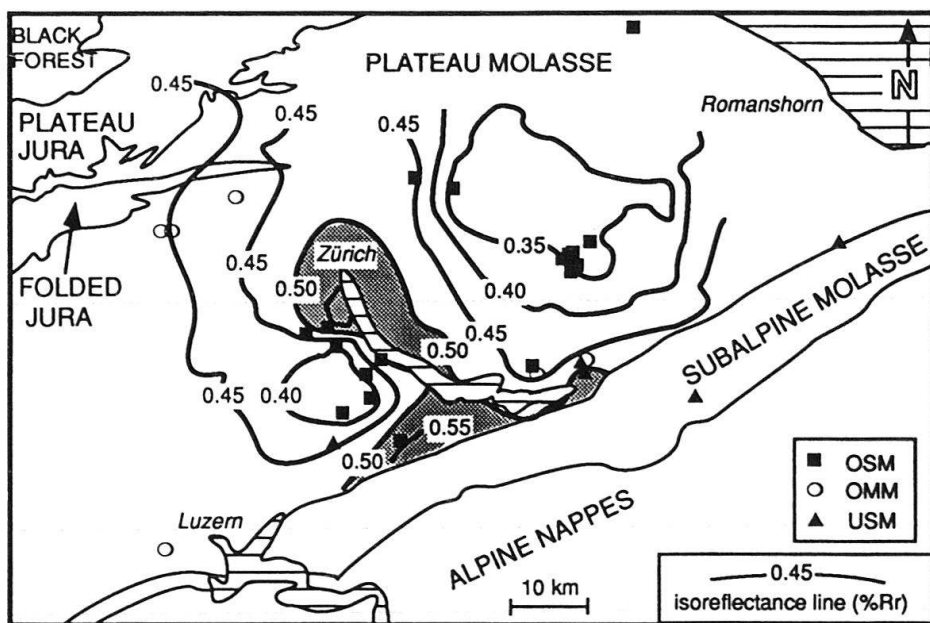 BLACK
FOREST
PLATEAU MOLASSE
N
0.45
0.45
0.45
Romanshorn
PLATEAU
JURA
0.45
Zürich
0.35
FOLDED
JURA
0.50
0.40
0.45
0.50
SUBALPINE MOLASSE
0.45
0.40
0.55
0.50
OSM
OMM
USM
Luzern
ALPINE NAPPES
10 km
0.45
isoreflectance line (%Rr)